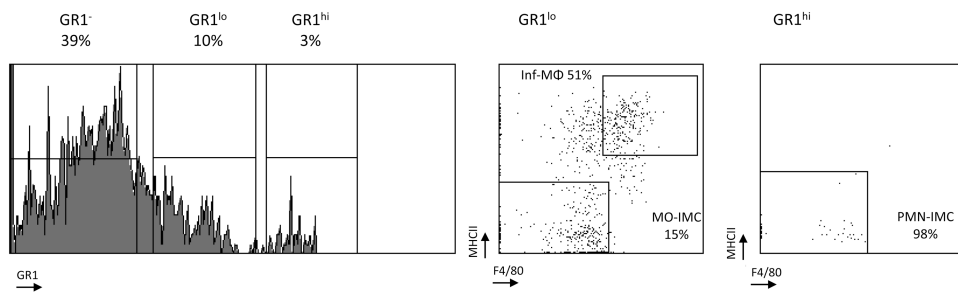 GR1-
39%
GR1lo
10%
GR1hi
3%
GR1
GR1lo
Inf-MΦ 51%
MO-IMC
15%
MHCII
F4/80
GR1hi
PMN-IMC
98%
MHCII
F4/80